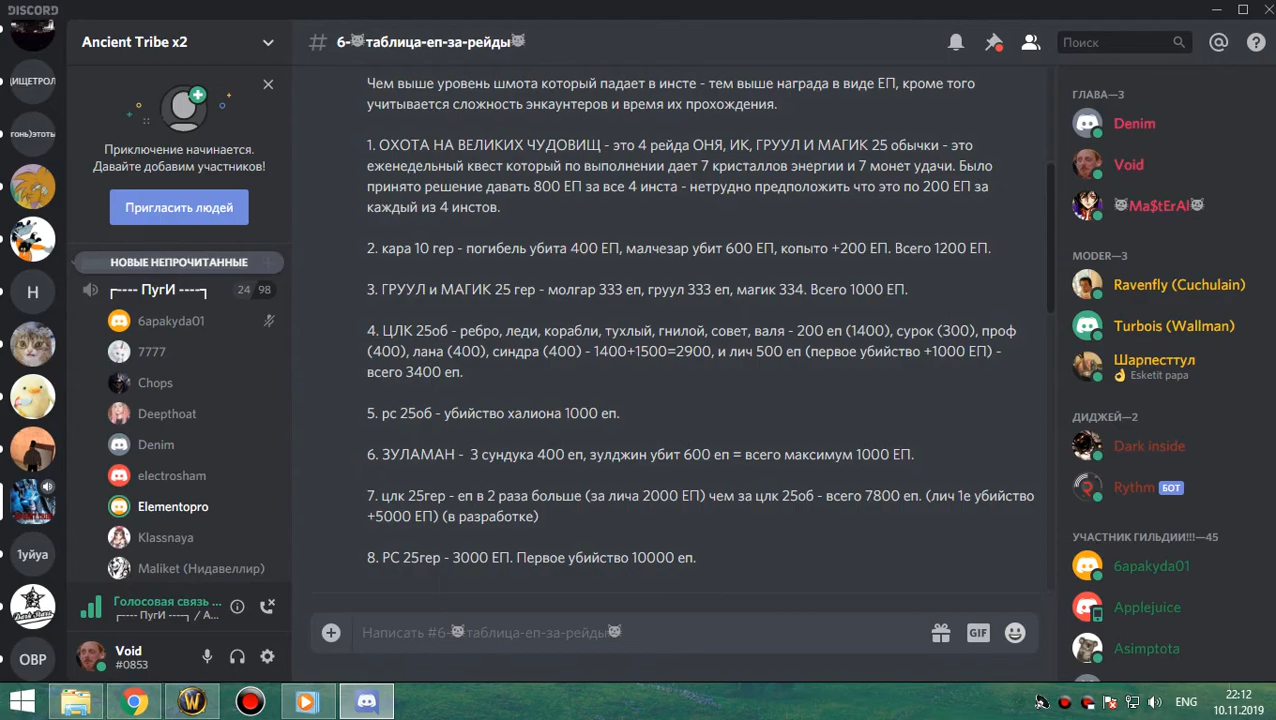 DISCORD
Ancient Tribe x2
# 6-таблица-еп-за-рейды
Поиск
ИЩЕТРОЛ
гонь)этоть
Н
1уйуа
ОВР
Приключение начинается.
Давайте добавим участников!
Пригласить людей
НОВЫЕ НЕПРОЧИТАННЫЕ
┌---- ПугИ ----┐ 24 98
6apakyda01
7777
Chops
Deepthoat
Denim
electrosham
Elementopro
Klassnaya
Maliket (Нидавеллир)
Голосовая связь ...
┌---- ПугИ ----┐ / A...
Void
#0853
Чем выше уровень шмота который падает в инсте - тем выше награда в виде ЕП, кроме того
учитывается сложность энкаунтеров и время их прохождения.
1. ОХОТА НА ВЕЛИКИХ ЧУДОВИЩ - это 4 рейда ОНЯ, ИК, ГРУУЛ И МАГИК 25 обычки - это
еженедельный квест который по выполнении дает 7 кристаллов энергии и 7 монет удачи. Было
принято решение давать 800 ЕП за все 4 инста - нетрудно предположить что это по 200 ЕП за
каждый из 4 инстов.
2. кара 10 гер - погибель убита 400 ЕП, малчезар убит 600 ЕП, копыто +200 ЕП. Всего 1200 ЕП.
3. ГРУУЛ и МАГИК 25 гер - молгар 333 еп, груул 333 еп, магик 334. Всего 1000 ЕП.
4. ЦЛК 25об - ребро, леди, корабли, тухлый, гнилой, совет, валя - 200 еп (1400), сурок (300), проф
(400), лана (400), синдра (400) - 1400+1500=2900, и лич 500 еп (первое убийство +1000 ЕП) -
всего 3400 еп.
5. рс 25об - убийство халиона 1000 еп.
6. ЗУЛАМАН - 3 сундука 400 еп, зулджин убит 600 еп = всего максимум 1000 ЕП.
7. цлк 25гер - еп в 2 раза больше (за лича 2000 ЕП) чем за цлк 25об - всего 7800 еп. (лич 1е убийство
+5000 ЕП) (в разработке)
8. РС 25гер - 3000 ЕП. Первое убийство 10000 еп.
Написать #6-таблица-еп-за-рейды
GIF
ГЛАВА—3
Denim
Void
Ma$tErAl
MODER—3
Ravenfly (Cuchulain)
Turbois (Wallman)
Шарпесттул
Esketit papa
ДИДЖЕЙ—2
Dark inside
Rythm БОТ
УЧАСТНИК ГИЛЬДИИ!!!—45
6apakyda01
Applejuice
Asimptota
ENG
22:12
10.11.2019